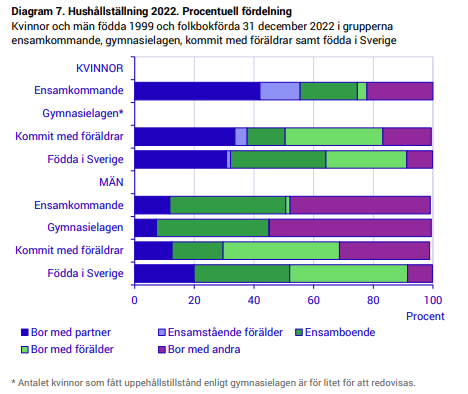 Diagram 7. Hushållställning 2022. Procentuell fördelning
Kvinnor och män födda 1999 och folkbokförda 31 december 2022 i grupperna
ensamkommande, gymnasielagen, kommit med föräldrar samt födda i Sverige
KVINNOR
Ensamkommande
Gymnasielagen*
Kommit med föräldrar
Födda i Sverige
MÄN
Ensamkommande
Gymnasielagen
Kommit med föräldrar
Födda i Sverige
0 20 40 60 80 100
Procent
Bor med partner Ensamstående förälder Ensamboende
Bor med förälder Bor med andra
* Antalet kvinnor som fått uppehållstillstånd enligt gymnasielagen är för litet för att redovisas.